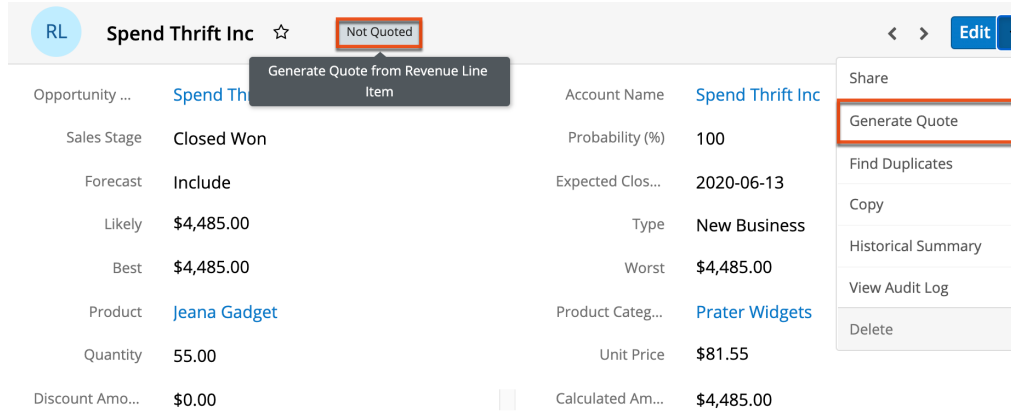 RL Spend Thrift Inc Not Quoted Edit
Generate Quote from Revenue Line
Item
Opportunity ... Spend Th Account Name Spend Thrift Inc
Sales Stage Closed Won Probability (%) 100
Forecast Include Expected Clos... 2020-06-13
Likely $4,485.00 Type New Business
Best $4,485.00 Worst $4,485.00
Product Jeana Gadget Product Categ... Prater Widgets
Quantity 55.00 Unit Price $81.55
Discount Amo... $0.00 Calculated Am... $4,485.00
Share
Generate Quote
Find Duplicates
Copy
Historical Summary
View Audit Log
Delete